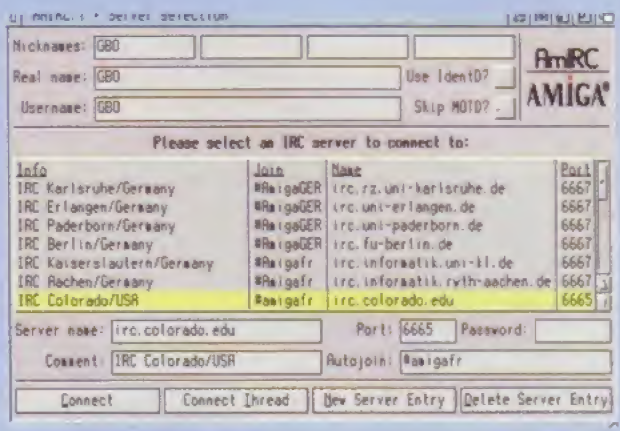 AmIRC: • Server selection
Nicknames: GBO
Real name: GBO Use IdentD?
AmIRC
Username: GBO Skip MOTD?
AMIGA
Please select an IRC server to connect to:
Info Join Name Port
IRC Karlsruhe/Germany #AmigaGER irc.rz.uni-karlsruhe.de 6667
IRC Erlangen/Germany #AmigaGER irc.uni-erlangen.de 6667
IRC Paderborn/Germany #AmigaGER irc.uni-paderborn.de 6667
IRC Berlin/Germany #AmigaGER irc.fu-berlin.de 6667
IRC Kaiserslautern/Germany #Amigafr irc.informatik.uni-kl.de 6667
IRC Aachen/Germany #Amigafr irc.informatik.rwth-aachen.de 6667
IRC Colorado/USA #amigafr irc.colorado.edu 6665
Server name: irc.colorado.edu Port: 6665 Password:
Comment: IRC Colorado/USA Autojoin: #amigafr
Connect Connect Thread New Server Entry Delete Server Entry